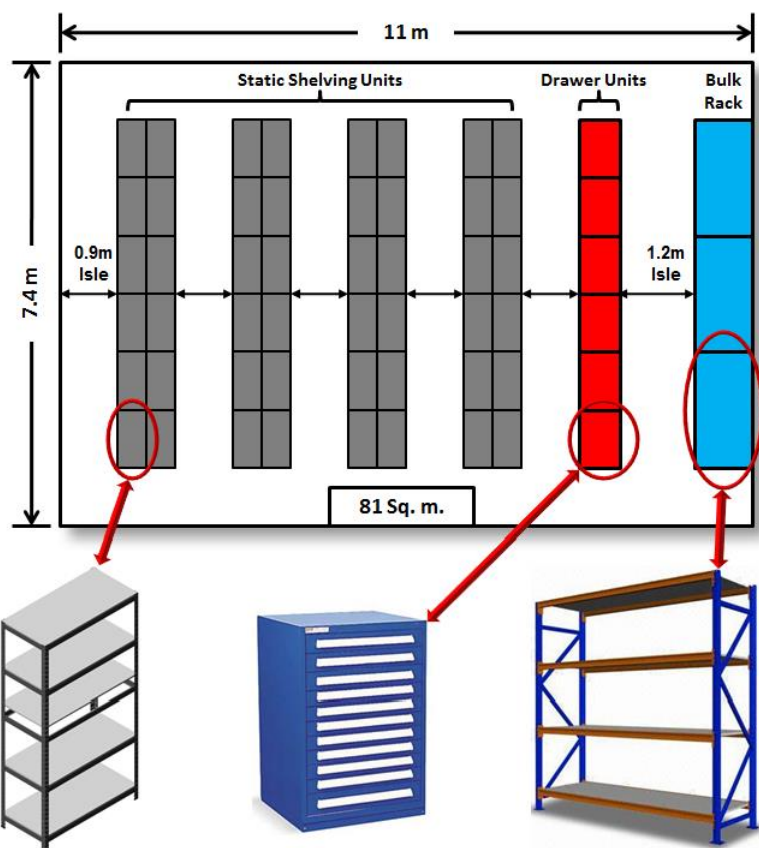 11 m
Static Shelving Units
Drawer Units
Bulk
Rack
7.4 m
0.9m
Isle
1.2m
Isle
81 Sq. m.